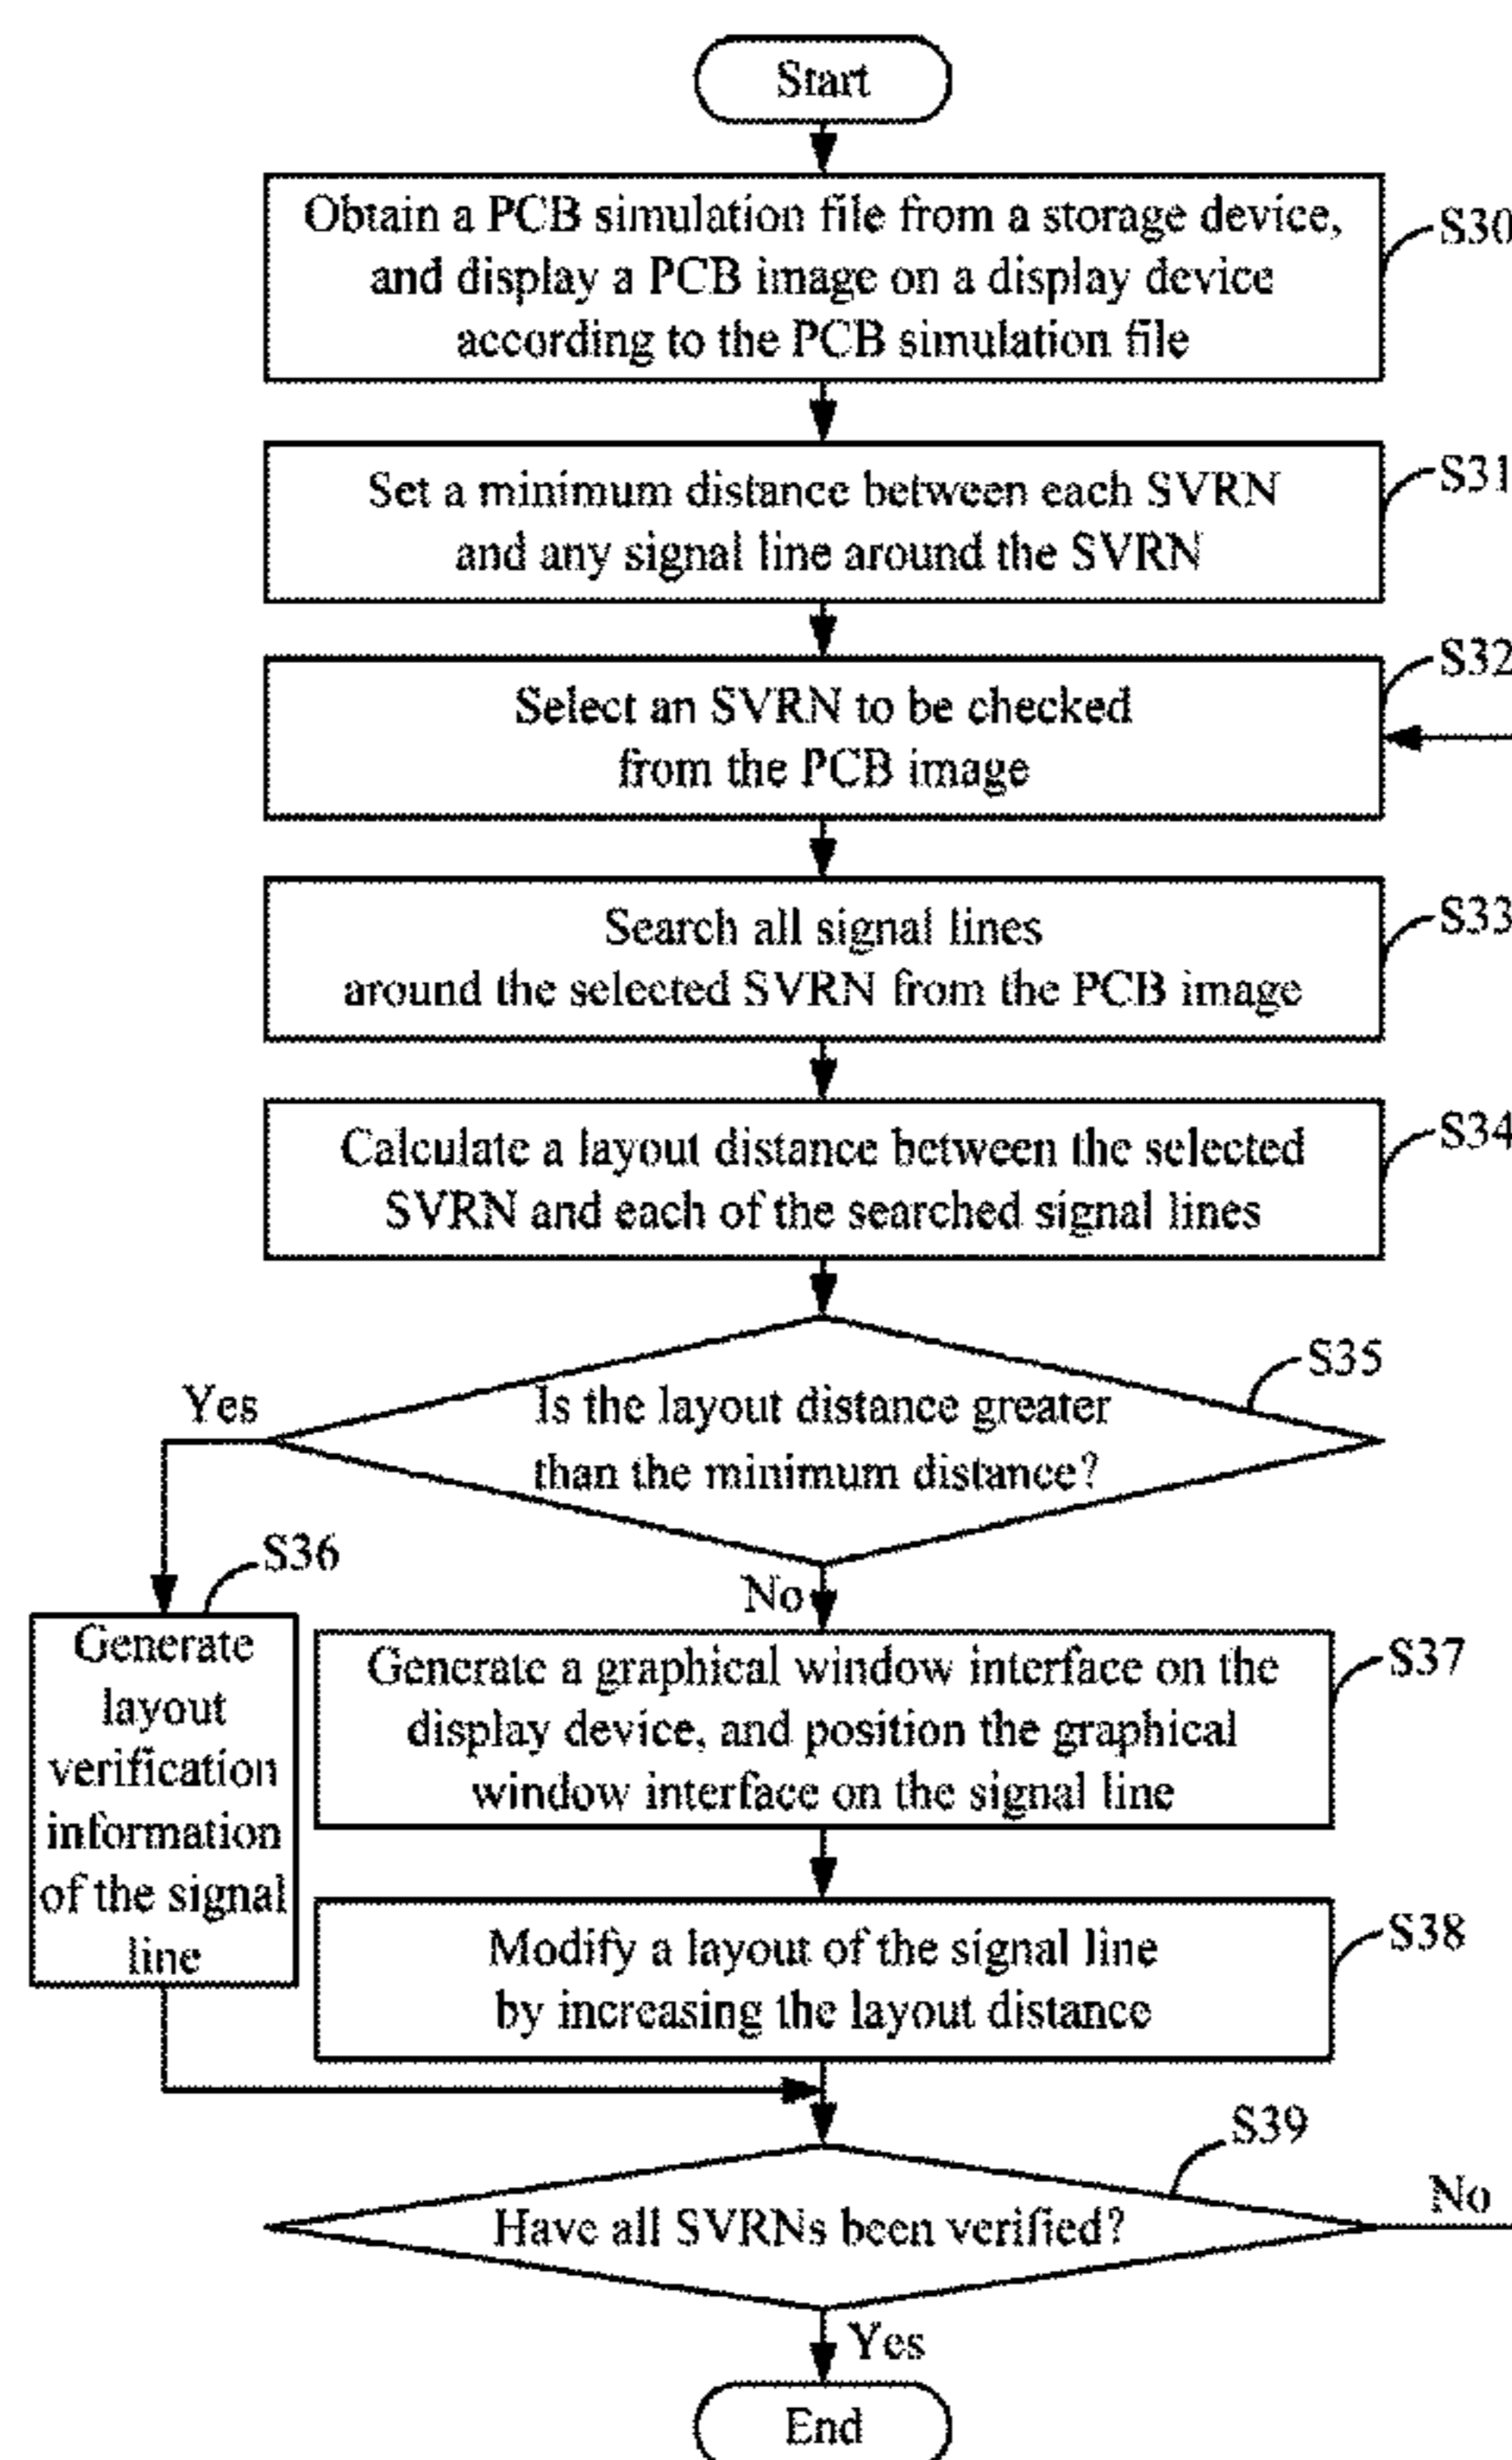 Start
Obtain a PCB simulation file from a storage device,
and display a PCB image on a display device
according to the PCB simulation file
S30
Set a minimum distance between each SVRN
and any signal line around the SVRN
S31
Select an SVRN to be checked
from the PCB image
S32
Search all signal lines
around the selected SVRN from the PCB image
S33
Calculate a layout distance between the selected
SVRN and each of the searched signal lines
S34
Is the layout distance greater
than the minimum distance?
S35
Yes
No
Generate
layout
verification
information
of the signal
line
S36
Generate a graphical window interface on the
display device, and position the graphical
window interface on the signal line
S37
Modify a layout of the signal line
by increasing the layout distance
S38
Have all SVRNs been verified?
S39
No
Yes
End